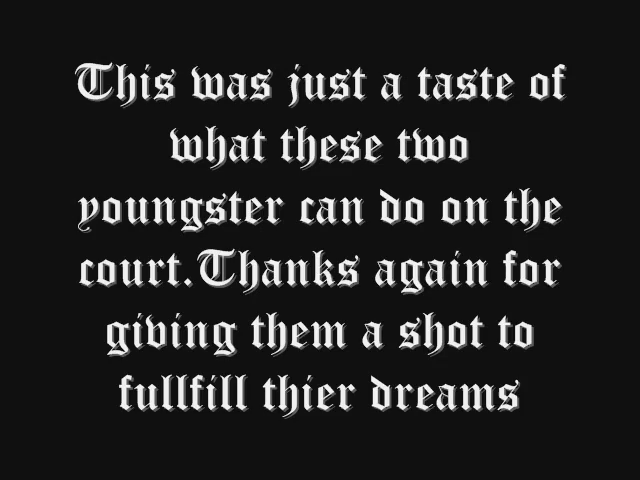 This was just a taste of
what these two
youngster can do on the
court.Thanks again for
giving them a shot to
fullfill thier dreams